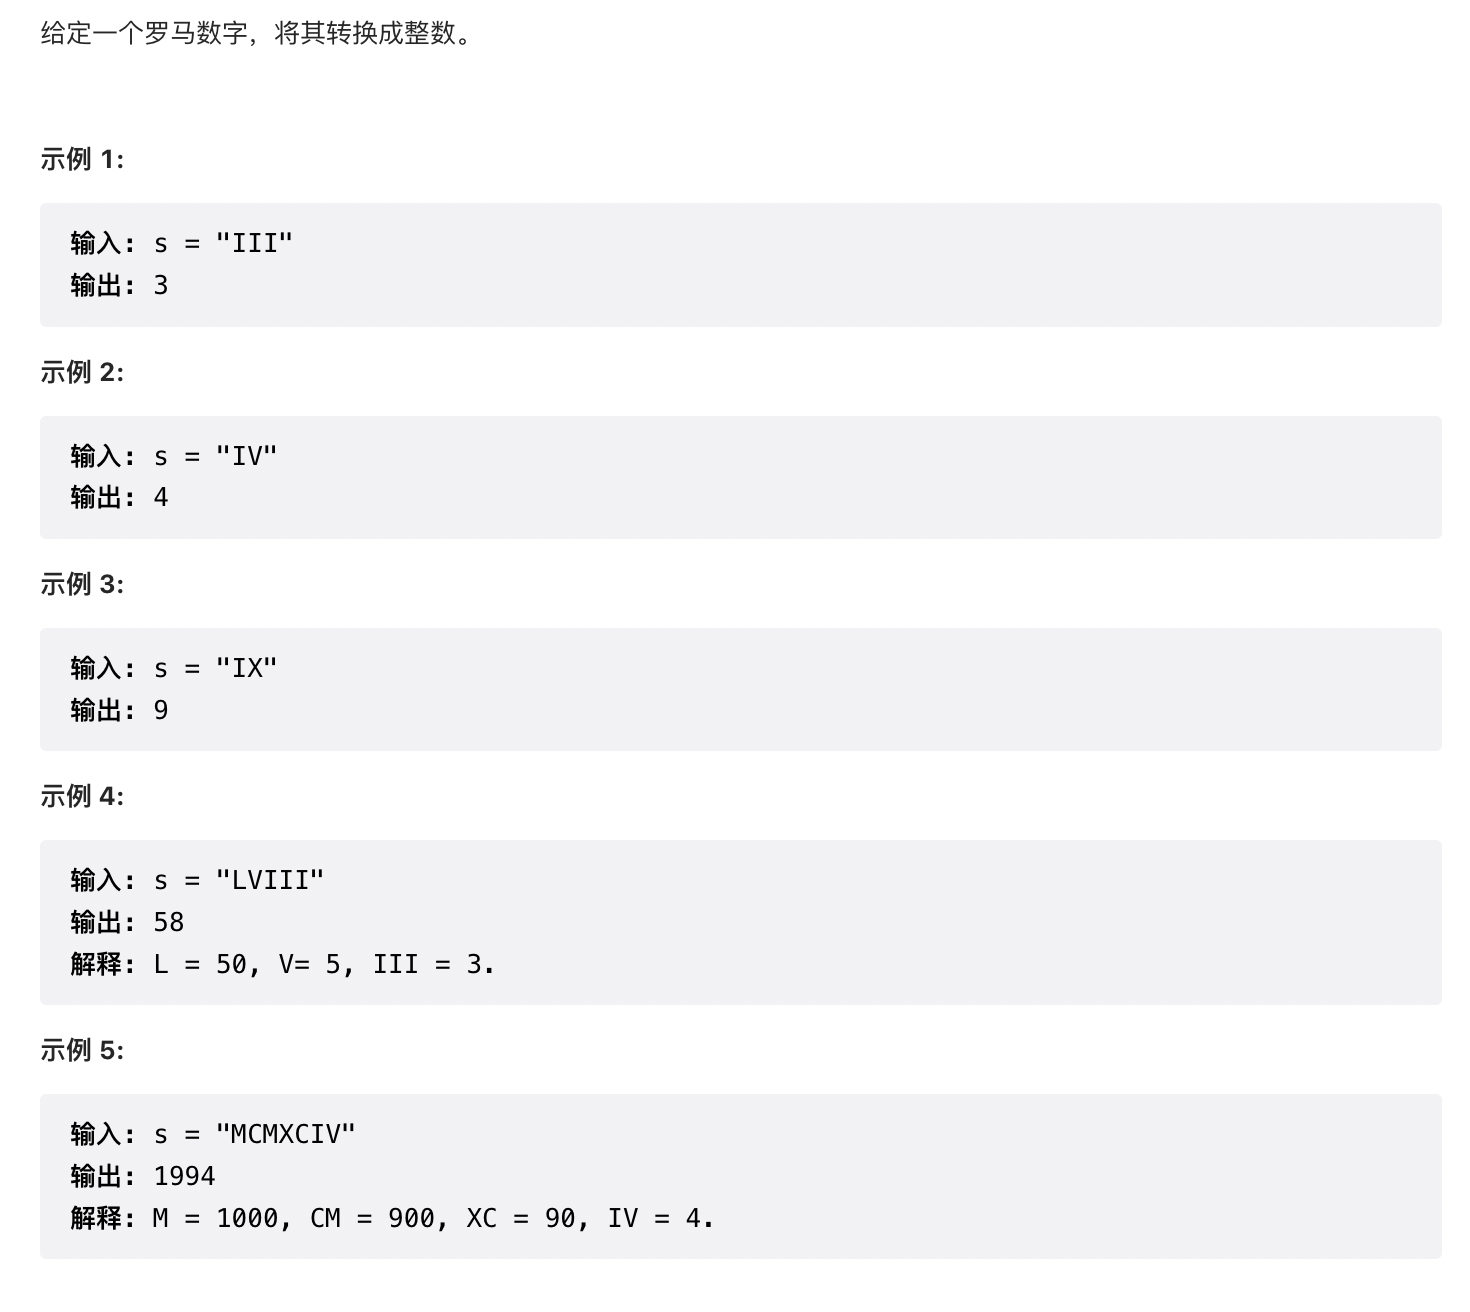 给定一个罗马数字，将其转换成整数。
示例 1:
输入: s = "III"
输出: 3
示例 2:
输入: s = "IV"
输出: 4
示例 3:
输入: s = "IX"
输出: 9
示例 4:
输入: s = "LVIII"
输出: 58
解释: L = 50, V= 5, III = 3.
示例 5:
输入: s = "MCMXCIV"
输出: 1994
解释: M = 1000, CM = 900, XC = 90, IV = 4.